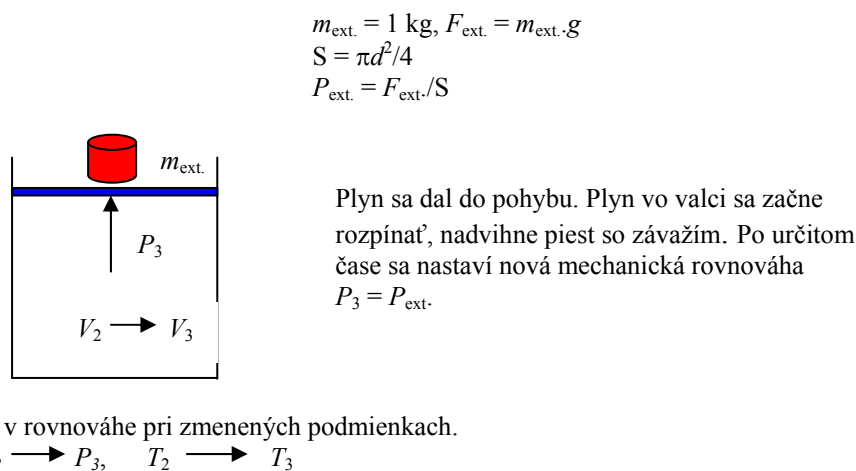 m_ext. = 1 kg, F_ext. = m_ext..g
S = πd²/4
P_ext. = F_ext./S
m_ext.
Plyn sa dal do pohybu. Plyn vo valci sa začne
rozpínať, nadvihne piest so závažím. Po určitom
čase sa nastaví nová mechanická rovnováha
P₃ = P_ext.
P₃
V₂ → V₃
v rovnováhe pri zmenených podmienkach.
→ P₃, T₂ → T₃